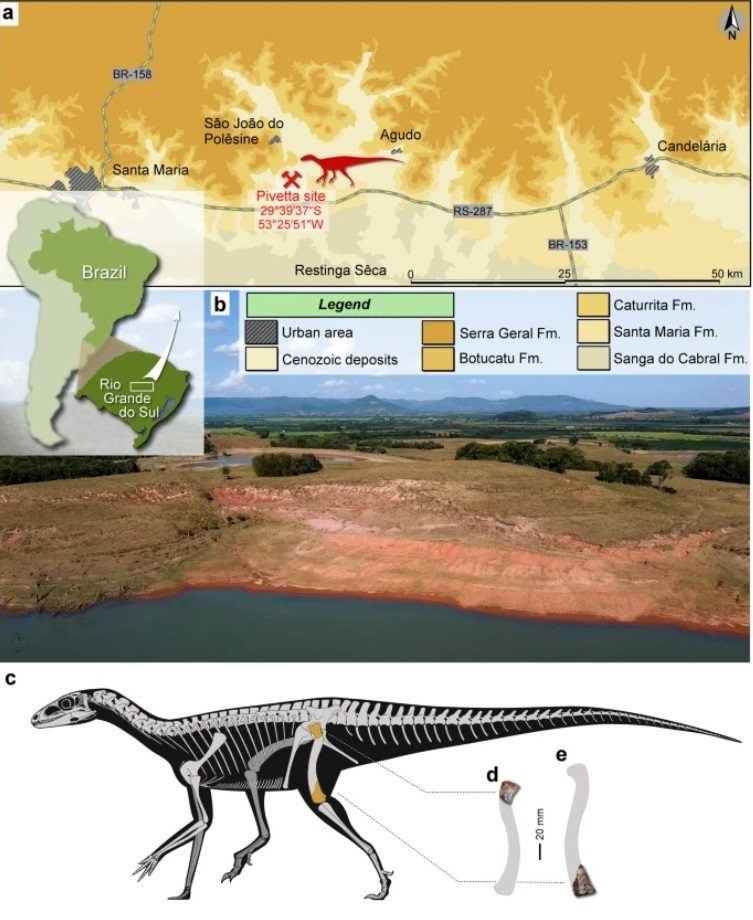 a
N
BR-158
São João do
Polêsine
Agudo
Candelária
Santa Maria
Pivetta site
29°39'37"S
53°25'51"W
RS-287
BR-153
Restinga Sêca
0 25 50 km
Brazil
Rio
Grande
do Sul
b
Legend
Urban area
Cenozoic deposits
Serra Geral Fm.
Botucatu Fm.
Caturrita Fm.
Santa Maria Fm.
Sanga do Cabral Fm.
c
d
e
20 mm